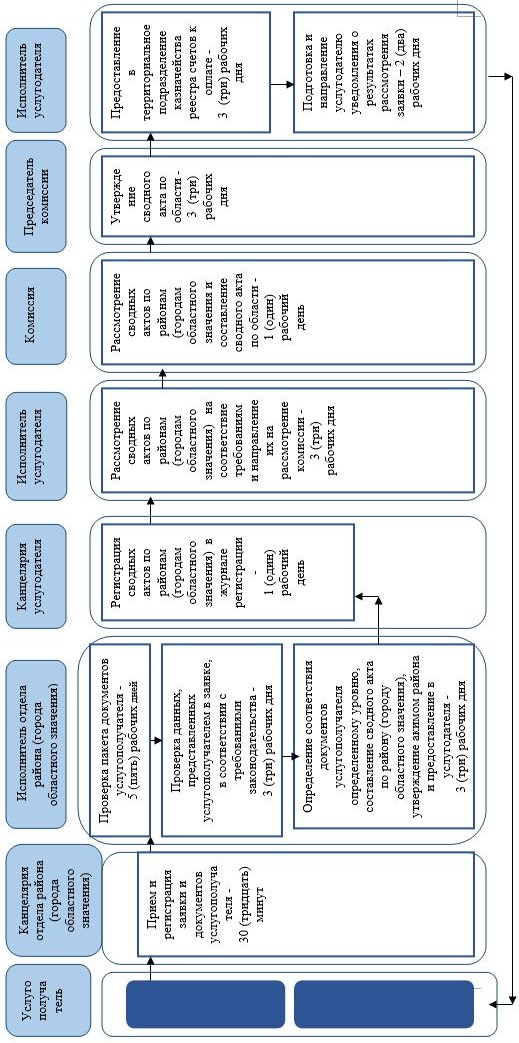 Услуго
получа
тель
Канцелярия
отдела района
(города
областного
значения)
Исполнитель отдела
района (города
областного значения)
Канцелярия
услугодателя
Исполнитель
услугодателя
Комиссия
Председатель
комиссии
Исполнитель
услугодателя
Прием и
регистрация
заявки и
документов
услугополуча
теля -
30 (тридцать)
минут
Проверка пакета документов
услугополучателя -
5 (пять) рабочих дней
Проверка данных,
представленных
услугополучателем в заявке,
в соответствии с
требованиями
законодательства -
3 (три) рабочих дня
Определение соответствия
документов
услугополучателя
определенному уровню,
составление сводного акта
по району (городу
областного значения),
утверждение акимом района
и предоставление в
услугодателя -
3 (три) рабочих дня
Регистрация
сводных
актов по
районам
(городам
областного
значения) в
журнале
регистрации
-
1 (один)
рабочий
день
Рассмотрение
сводных
актов по
районам
(городам
областного
значения) на
соответствие
требованиям
и направление
их на
рассмотрение
комиссии -
3 (три)
рабочих дня
Рассмотрение
сводных
актов по
районам
(городам
областного
значения и
составление
сводного акта
по области -
1 (один)
рабочий
день
Утвержде
ние
сводного
акта по
области -
3 (три)
рабочих
дня
Предоставление
в
территориальное
подразделение
казначейства
реестра счетов к
оплате -
3 (три) рабочих
дня
Подготовка и
направление
услугодателю
уведомления о
результатах
рассмотрения
заявки – 2 (два)
рабочих дня